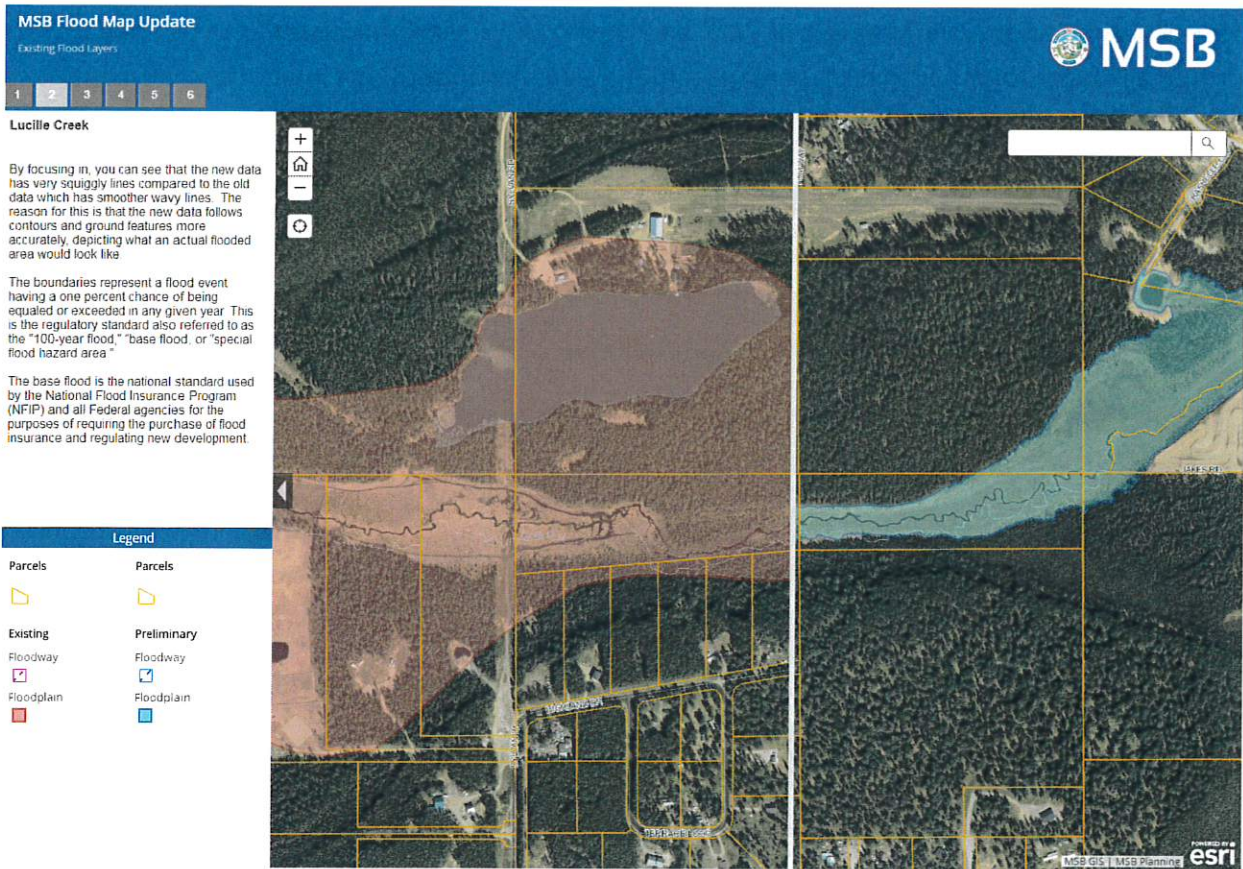 MSB Flood Map Update
Existing Flood Layers
MSB
1 2 3 4 5 6
Lucille Creek
By focusing in, you can see that the new data
has very squiggly lines compared to the old
data which has smoother wavy lines. The
reason for this is that the new data follows
contours and ground features more
accurately, depicting what an actual flooded
area would look like.
The boundaries represent a flood event
having a one percent chance of being
equaled or exceeded in any given year. This
is the regulatory standard also referred to as
the "100-year flood," "base flood, or "special
flood hazard area."
The base flood is the national standard used
by the National Flood Insurance Program
(NFIP) and all Federal agencies for the
purposes of requiring the purchase of flood
insurance and regulating new development.
Legend
Parcels Parcels
Existing Preliminary
Floodway Floodway
Floodplain Floodplain
MSB GIS | MSB Planning
POWERED BY
esri